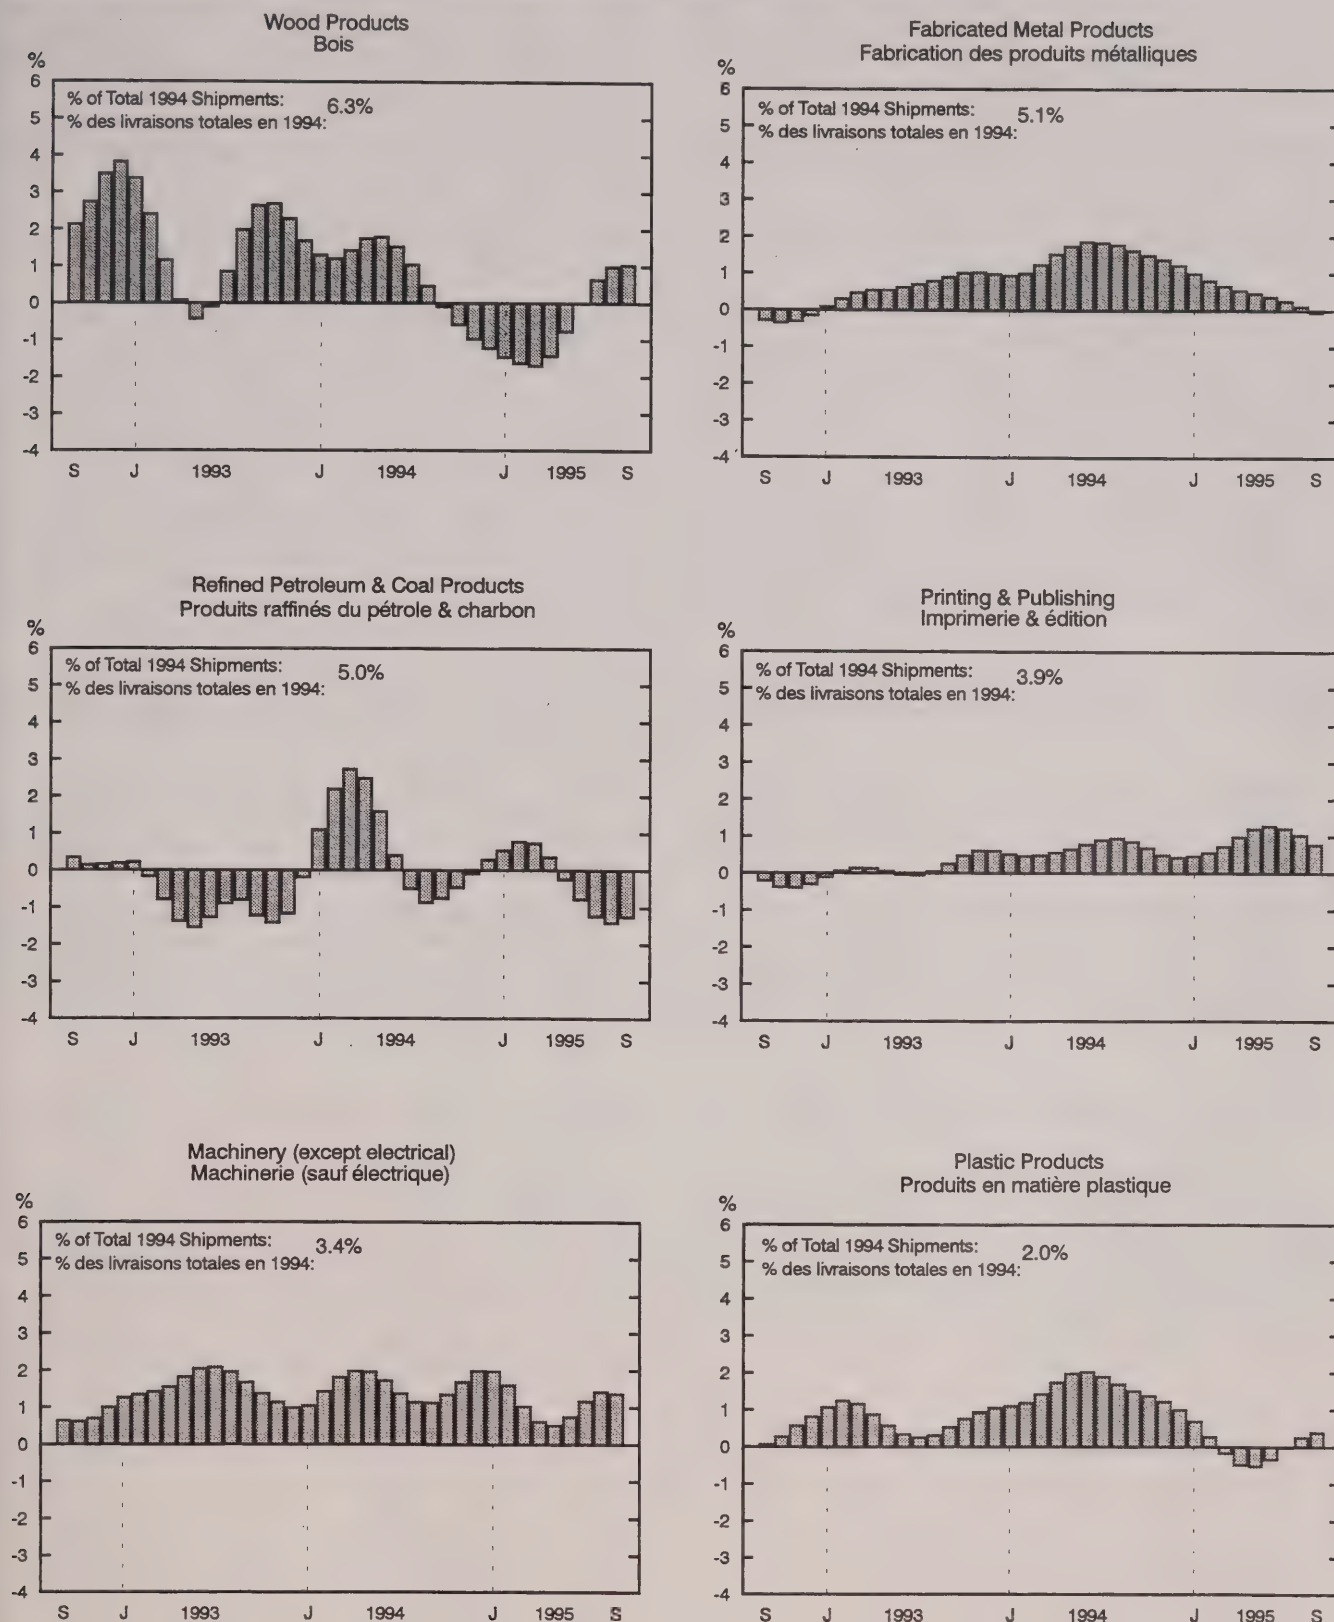 Wood Products
Bois
%
6
5
4
3
2
1
0
-1
-2
-3
-4
% of Total 1994 Shipments: 6.3%
% des livraisons totales en 1994:
S J 1993 J 1994 J 1995 S
Fabricated Metal Products
Fabrication des produits métalliques
%
6
5
4
3
2
1
0
-1
-2
-3
-4
% of Total 1994 Shipments: 5.1%
% des livraisons totales en 1994:
S J 1993 J 1994 J 1995 S
Refined Petroleum & Coal Products
Produits raffinés du pétrole & charbon
%
6
5
4
3
2
1
0
-1
-2
-3
-4
% of Total 1994 Shipments: 5.0%
% des livraisons totales en 1994:
S J 1993 J 1994 J 1995 S
Printing & Publishing
Imprimerie & édition
%
6
5
4
3
2
1
0
-1
-2
-3
-4
% of Total 1994 Shipments: 3.9%
% des livraisons totales en 1994:
S J 1993 J 1994 J 1995 S
Machinery (except electrical)
Machinerie (sauf électrique)
%
6
5
4
3
2
1
0
-1
-2
-3
-4
% of Total 1994 Shipments: 3.4%
% des livraisons totales en 1994:
S J 1993 J 1994 J 1995 S
Plastic Products
Produits en matière plastique
%
6
5
4
3
2
1
0
-1
-2
-3
-4
% of Total 1994 Shipments: 2.0%
% des livraisons totales en 1994:
S J 1993 J 1994 J 1995 S